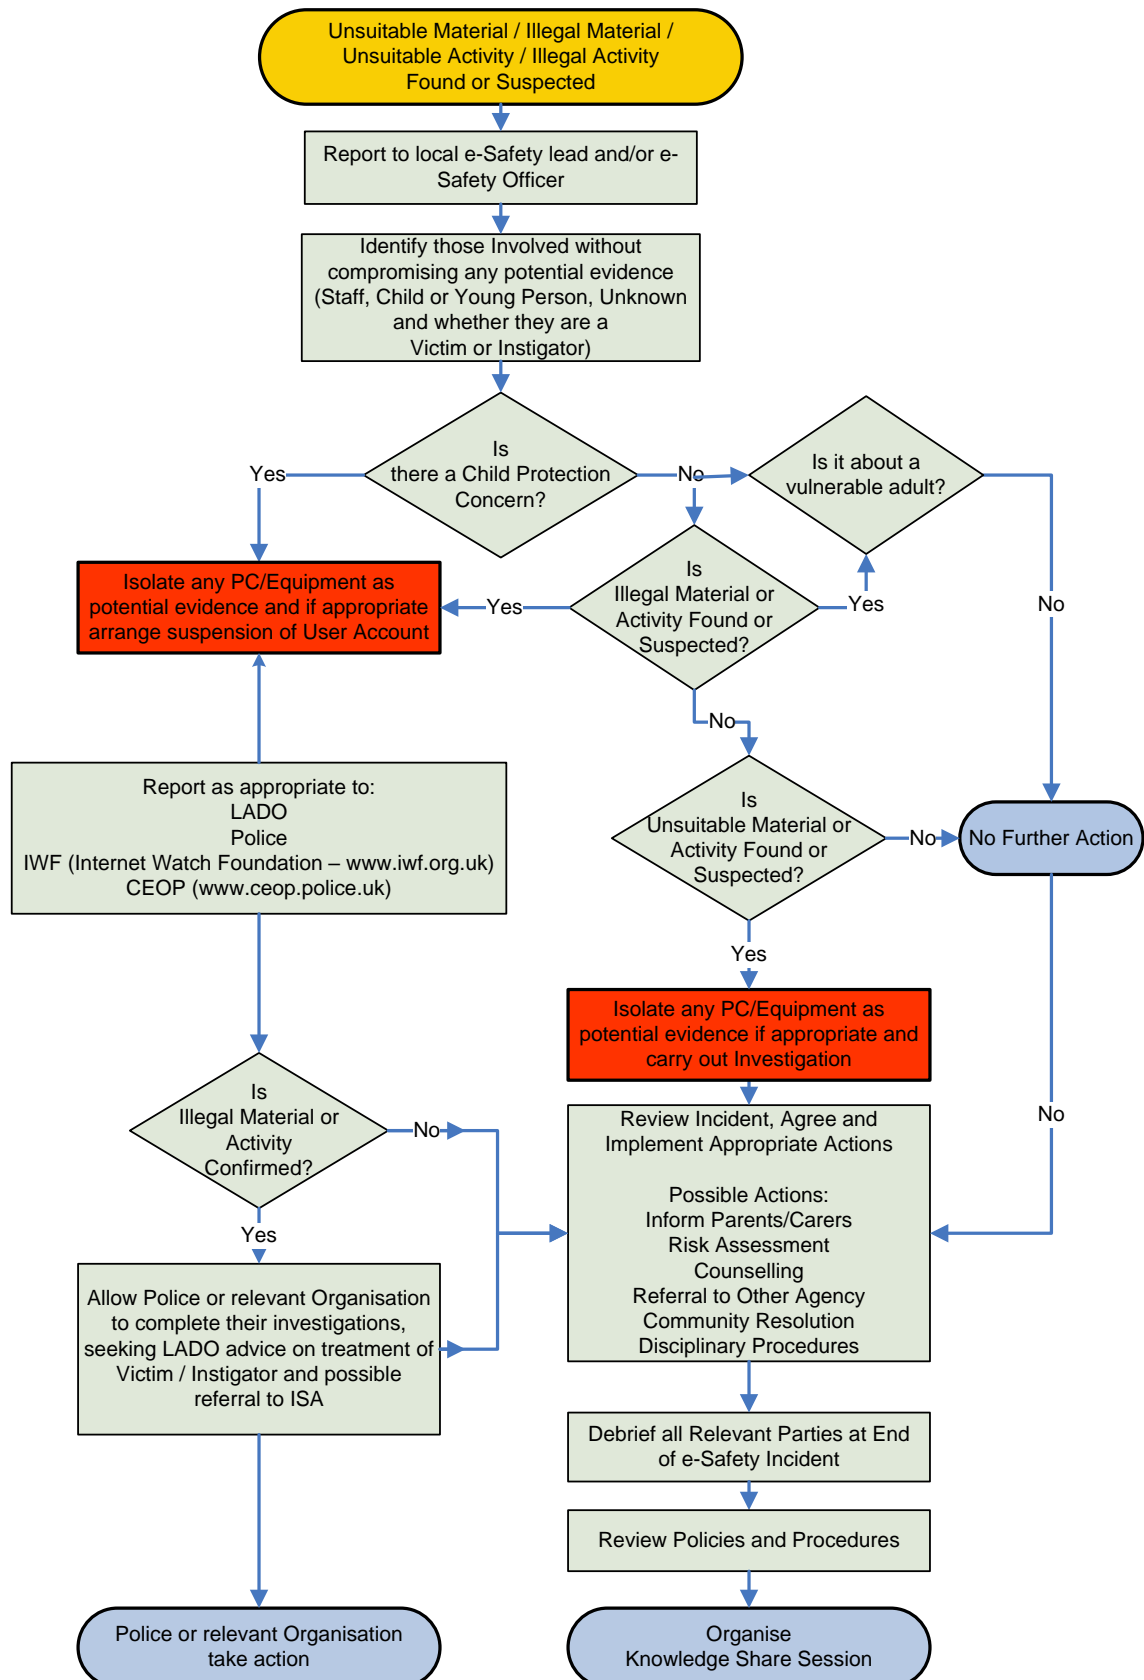 Unsuitable Material / Illegal Material /
Unsuitable Activity / Illegal Activity
Found or Suspected
Report to local e-Safety lead and/or e-
Safety Officer
Identify those Involved without
compromising any potential evidence
(Staff, Child or Young Person, Unknown
and whether they are a
Victim or Instigator)
Is
there a Child Protection
Concern?
Yes
No
Is it about a
vulnerable adult?
Isolate any PC/Equipment as
potential evidence and if appropriate
arrange suspension of User Account
Yes
Is
Illegal Material or
Activity Found or
Suspected?
Yes
No
No
Report as appropriate to:
LADO
Police
IWF (Internet Watch Foundation – www.iwf.org.uk)
CEOP (www.ceop.police.uk)
Is
Unsuitable Material or
Activity Found or
Suspected?
No
No Further Action
Yes
Isolate any PC/Equipment as
potential evidence if appropriate and
carry out Investigation
Is
Illegal Material or
Activity
Confirmed?
No
Yes
Review Incident, Agree and
Implement Appropriate Actions
Possible Actions:
Inform Parents/Carers
Risk Assessment
Counselling
Referral to Other Agency
Community Resolution
Disciplinary Procedures
No
Allow Police or relevant Organisation
to complete their investigations,
seeking LADO advice on treatment of
Victim / Instigator and possible
referral to ISA
Debrief all Relevant Parties at End
of e-Safety Incident
Review Policies and Procedures
Police or relevant Organisation
take action
Organise
Knowledge Share Session